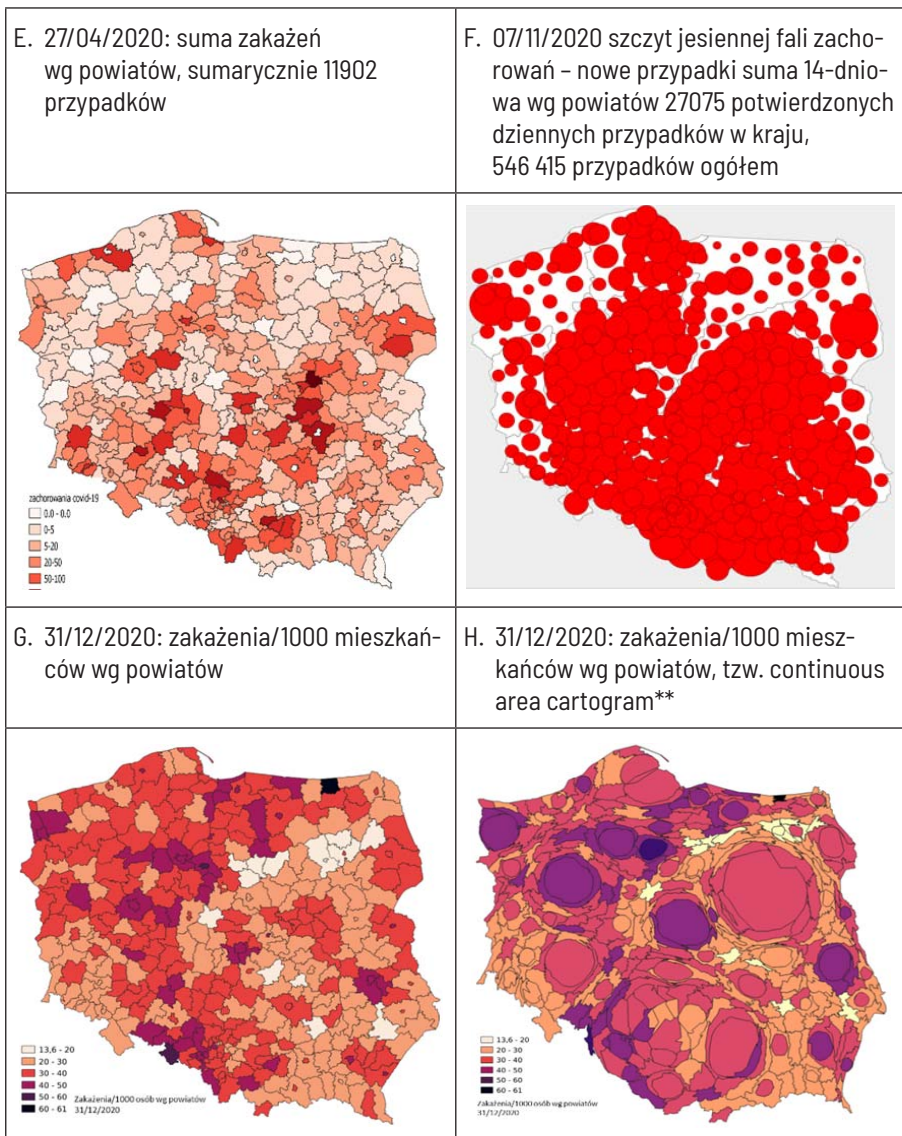 E. 27/04/2020: suma zakażeń
wg powiatów, sumarycznie 11902
przypadków
F. 07/11/2020 szczyt jesiennej fali zacho-
rowań – nowe przypadki suma 14-dnio-
wa wg powiatów 27075 potwierdzonych
dziennych przypadków w kraju,
546 415 przypadków ogółem
zachorowania covid-19
0.0 - 0.0
0-5
5-20
20-50
50-100
G. 31/12/2020: zakażenia/1000 mieszkań-
ców wg powiatów
H. 31/12/2020: zakażenia/1000 miesz-
kańców wg powiatów, tzw. continuous
area cartogram**
13,6 - 20
20 - 30
30 - 40
40 - 50
50 - 60
60 - 61
Zakażenia/1000 osób wg powiatów
31/12/2020
13,6 - 20
20 - 30
30 - 40
40 - 50
50 - 60
60 - 61
Zakażenia/1000 osób wg powiatów
31/12/2020